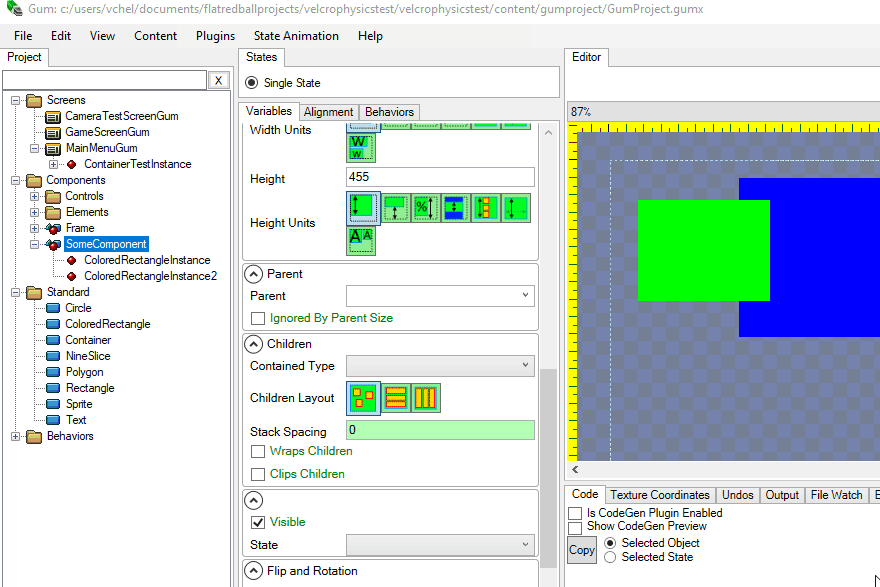 Gum: c:/users/vchel/documents/flatredballprojects/velcrophysicstest/velcrophysicstest/content/gumproject/GumProject.gumx
File Edit View Content Plugins State Animation Help
Project
X
Screens
CameraTestScreenGum
GameScreenGum
MainMenuGum
ContainerTestInstance
Components
Controls
Elements
Frame
SomeComponent
ColoredRectangleInstance
ColoredRectangleInstance2
Standard
Circle
ColoredRectangle
Container
NineSlice
Polygon
Rectangle
Sprite
Text
Behaviors
States
Single State
Variables Alignment Behaviors
Width Units
W
W
Height 455
Height Units
%
A A
Parent
Parent
Ignored By Parent Size
Children
Contained Type
Children Layout
Stack Spacing 0
Wraps Children
Clips Children
Visible
State
Flip and Rotation
Editor
87%
Code Texture Coordinates Undos Output File Watch
Is CodeGen Plugin Enabled
Show CodeGen Preview
Copy
Selected Object
Selected State